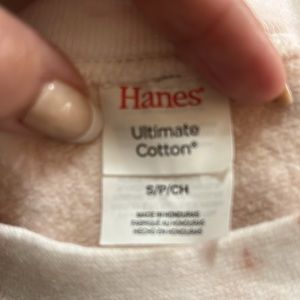 Hanes®
Ultimate
Cotton®
S/P/CH
MADE IN HONDURAS
FABRIQUÉ AU HONDURAS
HECHO EN HONDURAS